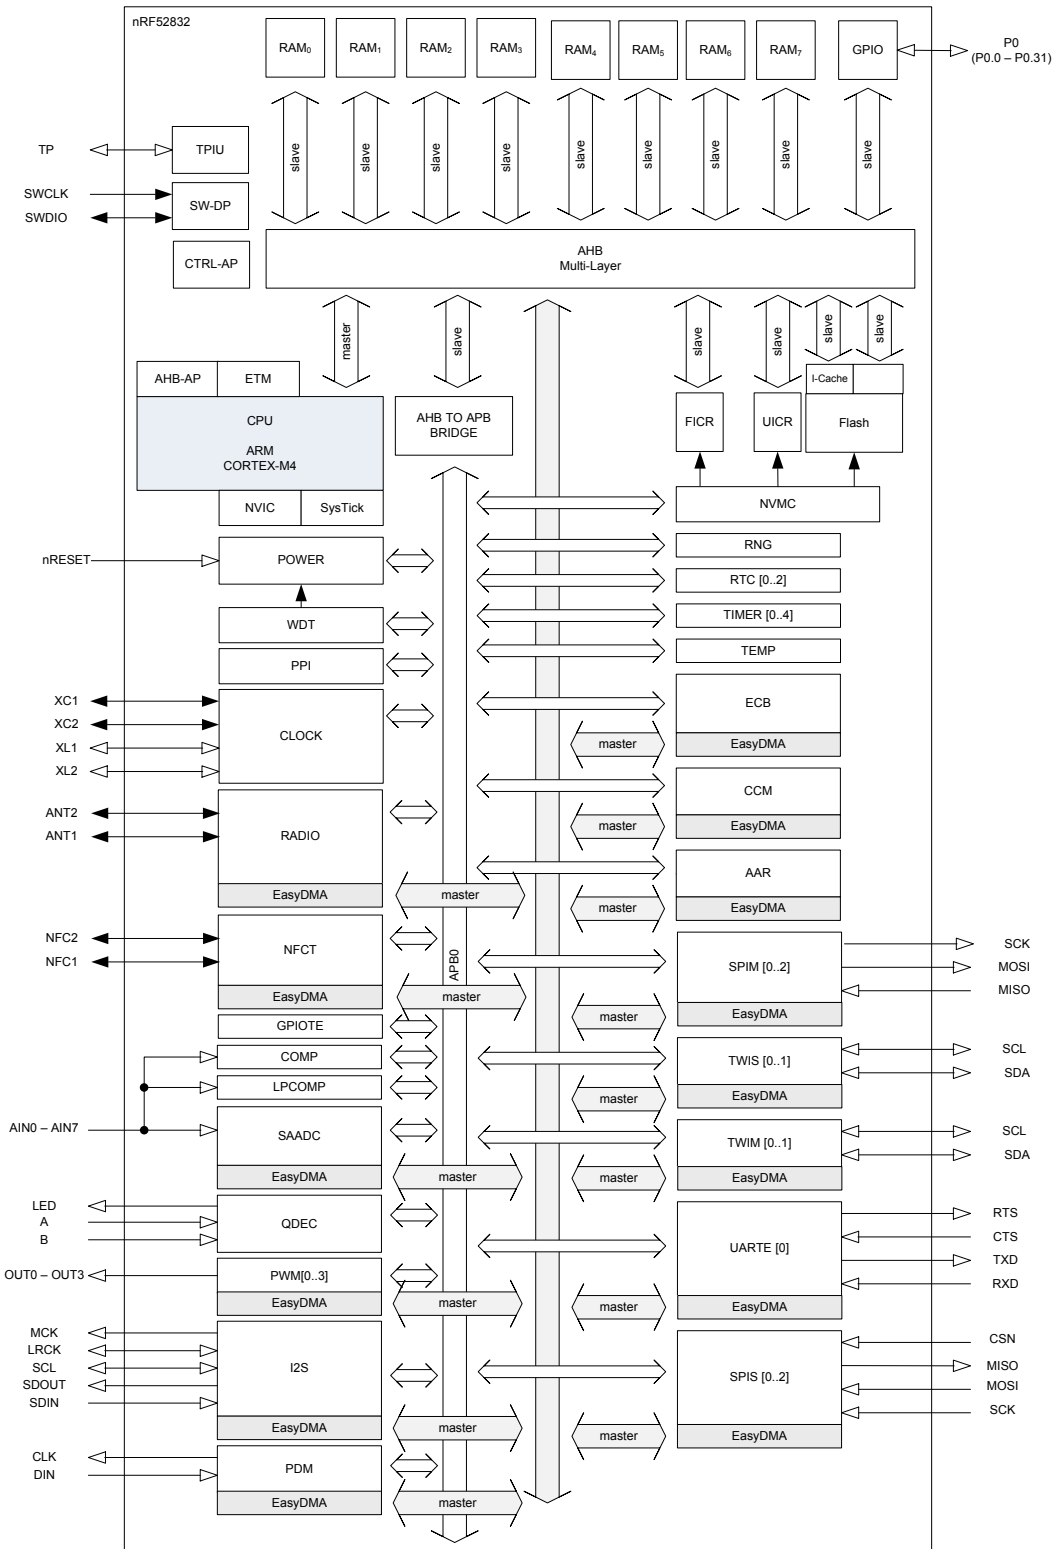 nRF52832
RAM0
RAM1
RAM2
RAM3
RAM4
RAM5
RAM6
RAM7
GPIO
P0
(P0.0 – P0.31)
slave
slave
slave
slave
slave
slave
slave
slave
slave
TP
TPIU
SWCLK
SWDIO
SW-DP
CTRL-AP
AHB
Multi-Layer
master
slave
slave
slave
slave
slave
AHB-AP
ETM
I-Cache
CPU
ARM
CORTEX-M4
AHB TO APB
BRIDGE
FICR
UICR
Flash
NVIC
SysTick
NVMC
nRESET
POWER
RNG
RTC [0..2]
WDT
TIMER [0..4]
PPI
TEMP
XC1
XC2
XL1
XL2
CLOCK
ECB
master
EasyDMA
CCM
master
EasyDMA
ANT2
ANT1
RADIO
EasyDMA
master
AAR
master
EasyDMA
NFC2
NFC1
NFCT
EasyDMA
master
APB0
SPIM [0..2]
master
EasyDMA
SCK
MOSI
MISO
GPIOTE
COMP
LPCOMP
AIN0 – AIN7
SAADC
EasyDMA
master
TWIS [0..1]
master
EasyDMA
SCL
SDA
TWIM [0..1]
master
EasyDMA
SCL
SDA
LED
A
B
QDEC
UARTE [0]
master
EasyDMA
RTS
CTS
TXD
RXD
OUT0 – OUT3
PWM[0..3]
EasyDMA
master
MCK
LRCK
SCL
SDOUT
SDIN
I2S
EasyDMA
master
SPIS [0..2]
master
EasyDMA
CSN
MISO
MOSI
SCK
CLK
DIN
PDM
EasyDMA
master